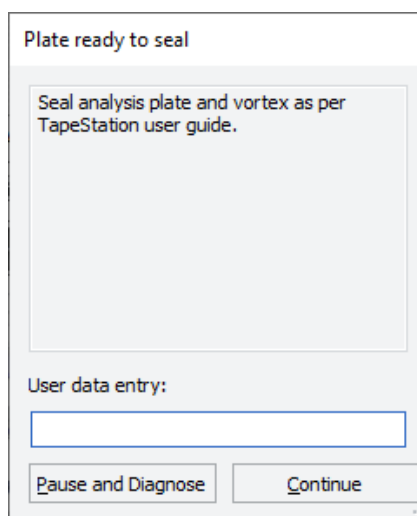 Plate ready to seal
Seal analysis plate and vortex as per
TapeStation user guide.
User data entry:
Pause and Diagnose
Continue